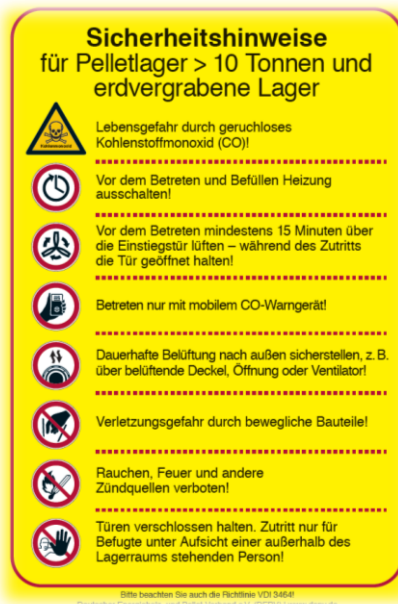 Sicherheitshinweise
für Pelletlager > 10 Tonnen und
erdvergrabene Lager
Lebensgefahr durch geruchloses
Kohlenstoffmonoxid (CO)!
Vor dem Betreten und Befüllen Heizung
ausschalten!
Vor dem Betreten mindestens 15 Minuten über
die Einstiegstür lüften – während des Zutritts
die Tür geöffnet halten!
Betreten nur mit mobilem CO-Warngerät!
Dauerhafte Belüftung nach außen sicherstellen, z. B.
über belüftende Deckel, Öffnung oder Ventilator!
Verletzungsgefahr durch bewegliche Bauteile!
Rauchen, Feuer und andere
Zündquellen verboten!
Türen verschlossen halten. Zutritt nur für
Befugte unter Aufsicht einer außerhalb des
Lagerraums stehenden Person!
Bitte beachten Sie auch die Richtlinie VDI 3464!